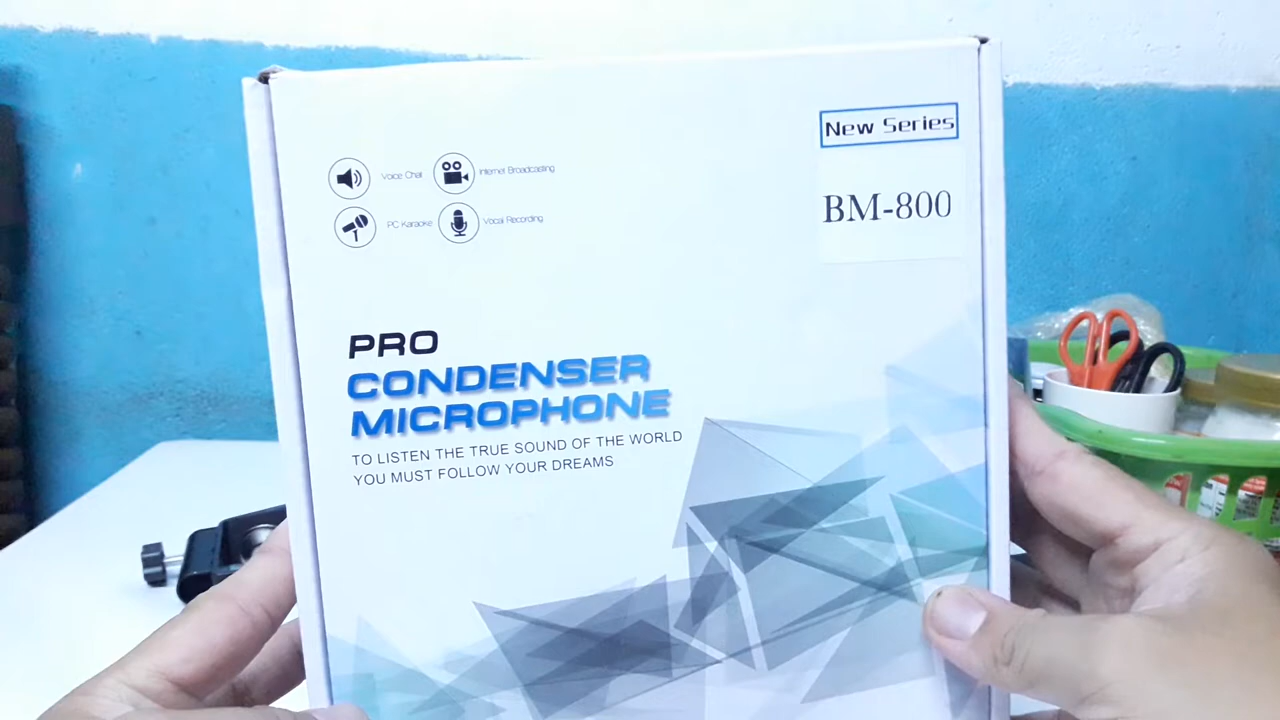 New Series
BM-800
Voice Chat
Internet Broadcasting
PC Karaoke
Vocal Recording
PRO
CONDENSER
MICROPHONE
TO LISTEN THE TRUE SOUND OF THE WORLD
YOU MUST FOLLOW YOUR DREAMS